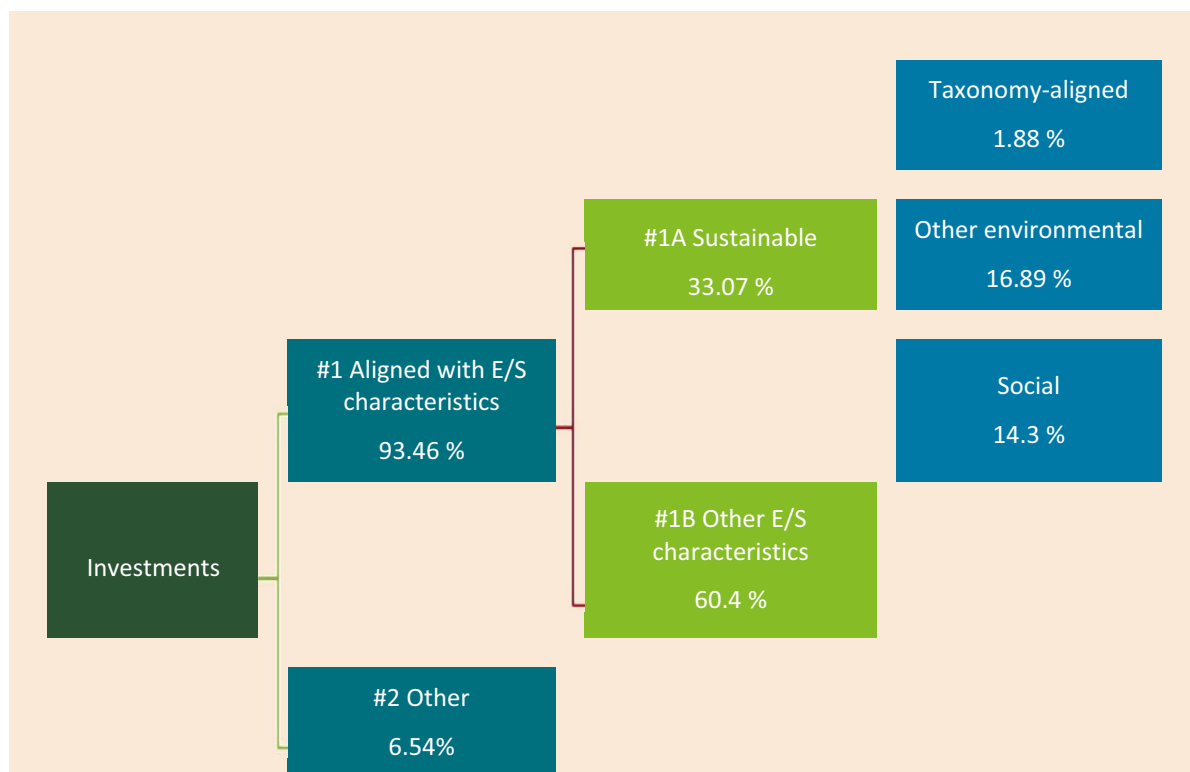 Taxonomy-aligned
1.88 %
#1A Sustainable
33.07 %
Other environmental
16.89 %
#1 Aligned with E/S
characteristics
93.46 %
Social
14.3 %
Investments
#1B Other E/S
characteristics
60.4 %
#2 Other
6.54%